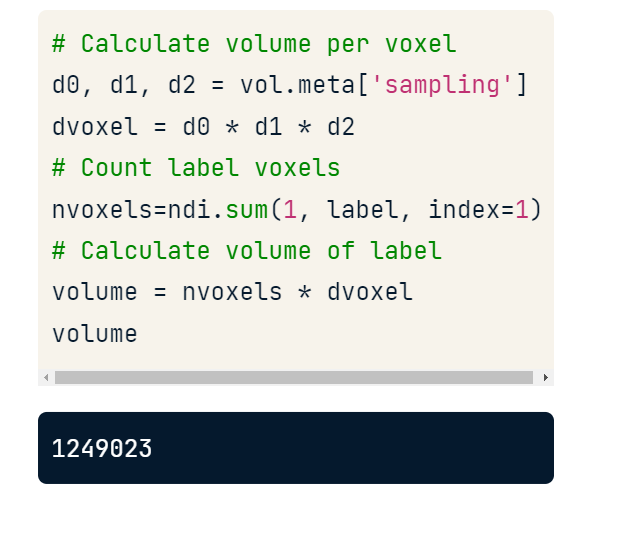 # Calculate volume per voxel
d0, d1, d2 = vol.meta['sampling']
dvoxel = d0 * d1 * d2
# Count label voxels
nvoxels=ndi.sum(1, label, index=1)
# Calculate volume of label
volume = nvoxels * dvoxel
volume
1249023